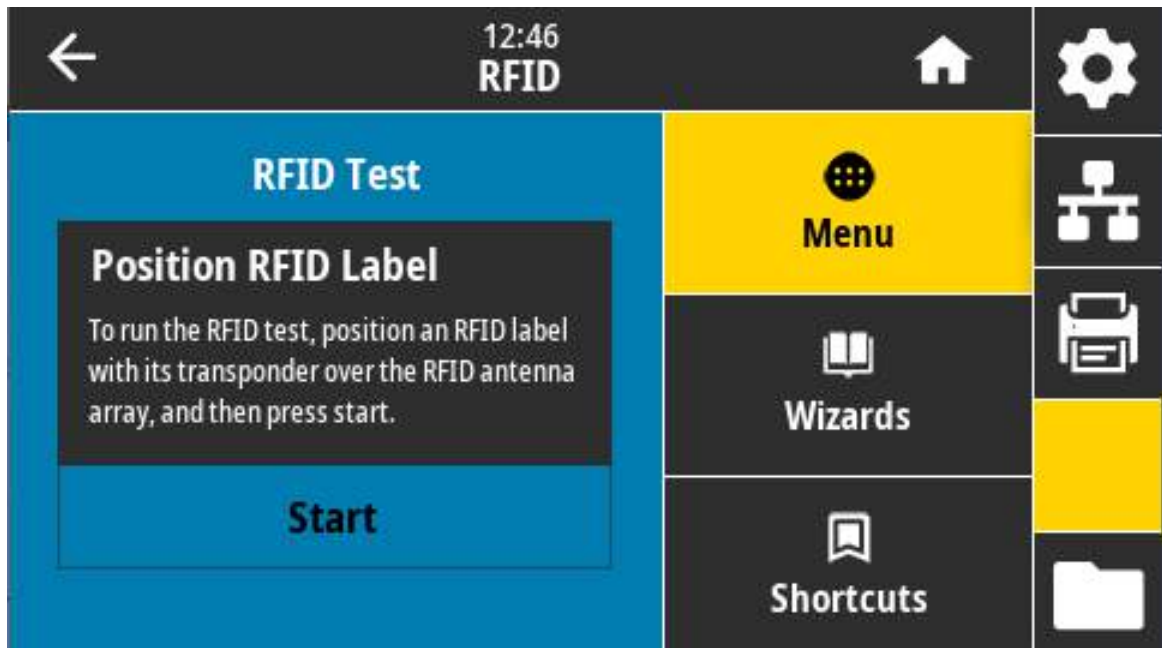 12:46
RFID
RFID Test
Position RFID Label
To run the RFID test, position an RFID label
with its transponder over the RFID antenna
array, and then press start.
Start
Menu
Wizards
Shortcuts